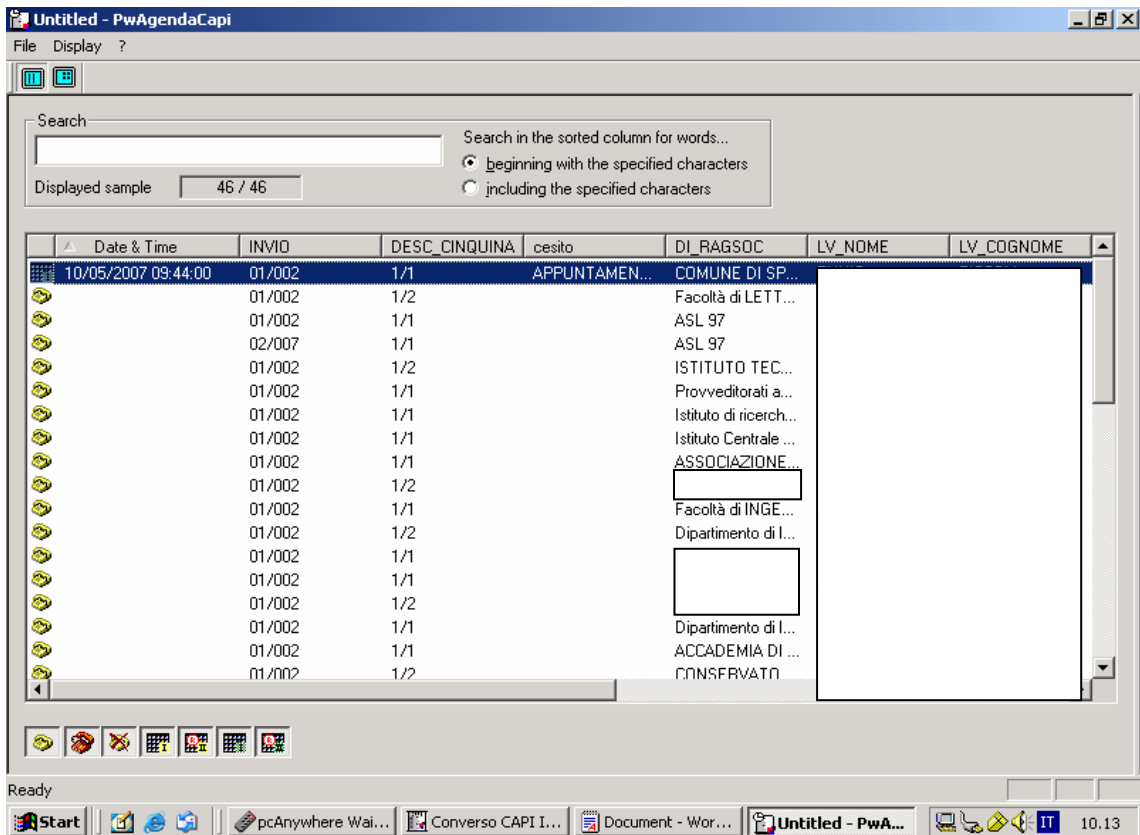 Untitled - PwAgendaCapi
File Display ?
Search
Search in the sorted column for words...
beginning with the specified characters
Displayed sample 46 / 46
including the specified characters
Date & Time INVIO DESC_CINQUINA cesito DI_RAGSOC LV_NOME LV_COGNOME
10/05/2007 09:44:00 01/002 1/1 APPUNTAMEN... COMUNE DI SP...
01/002 1/2 Facoltà di LETT...
01/002 1/1 ASL 97
02/007 1/1 ASL 97
01/002 1/2 ISTITUTO TEC...
01/002 1/1 Provveditorati a...
01/002 1/1 Istituto di ricerch...
01/002 1/1 Istituto Centrale ...
01/002 1/1 ASSOCIAZIONE...
01/002 1/2
01/002 1/1 Facoltà di INGE...
01/002 1/2 Dipartimento di I...
01/002 1/1
01/002 1/1
01/002 1/2
01/002 1/1 Dipartimento di I...
01/002 1/1 ACCADEMIA DI ...
01/002 1/2 CONSERVATO
Ready
Start pcAnywhere Wai... Converso CAPI I... Document - Wor... Untitled - PwA... IT 10.13